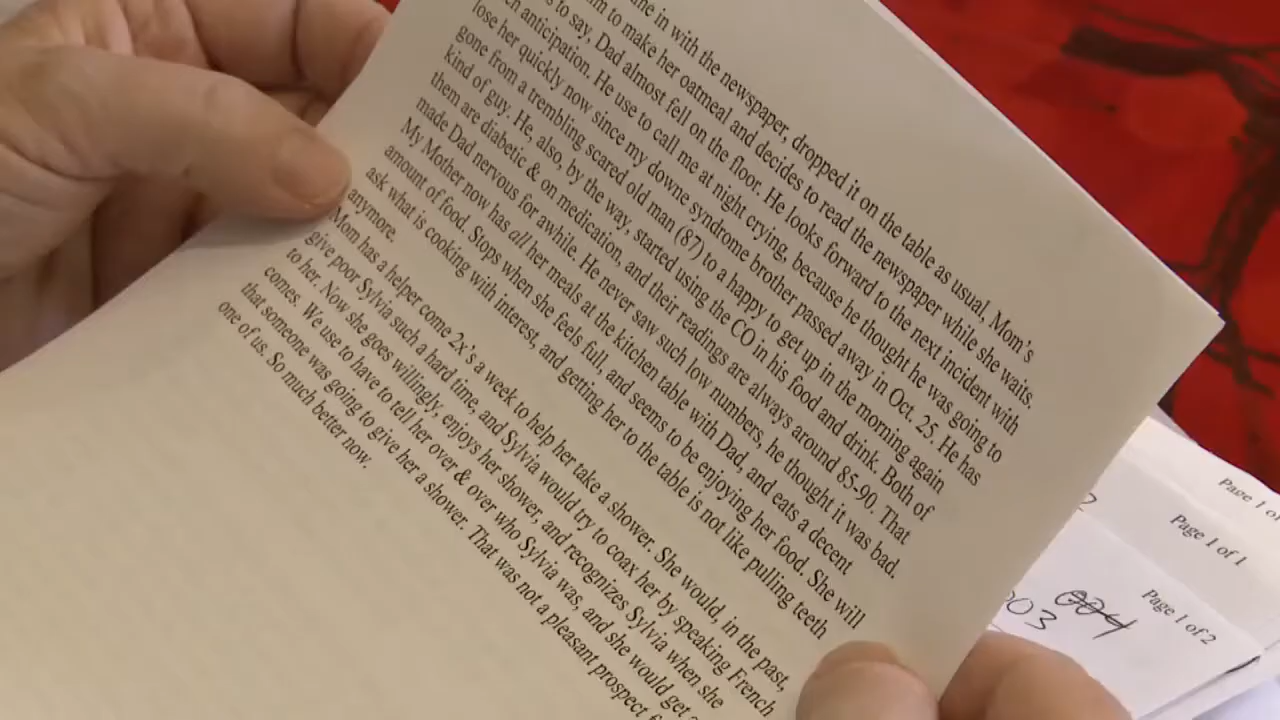 ne in with the newspaper, dropped it on the table as usual, Mom's
m to make her oatmeal and decides to read the newspaper while she waits.
s to say, Dad almost fell on the floor. He looks forward to the next incident with
en anticipation. He use to call me at night crying, because he thought he was going to
lose her quickly now since my downe syndrome brother passed away in Oct. 25. He has
gone from a trembling scared old man (87) to a happy to get up in the morning again
kind of guy. He, also, by the way, started using the CO in his food and drink. Both of
them are diabetic & on medication, and their readings are always around 85-90. That
made Dad nervous for awhile. He never saw such low numbers, he thought it was bad.
My Mother now has all her meals at the kitchen table with Dad, and eats a decent
amount of food. Stops when she feels full, and seems to be enjoying her food. She will
ask what is cooking with interest, and getting her to the table is not like pulling teeth
anymore.
Mom has a helper come 2x's a week to help her take a shower. She would, in the past,
give poor Sylvia such a hard time, and Sylvia would try to coax her by speaking French
to her. Now she goes willingly, enjoys her shower, and recognizes Sylvia when she
comes. We use to have to tell her over & over who Sylvia was, and she would get
that someone was going to give her a shower. That was not a pleasant prospect f
one of us. So much better now.
Page 1 of
2
Page 1 of 1
003
Page 1 of 2